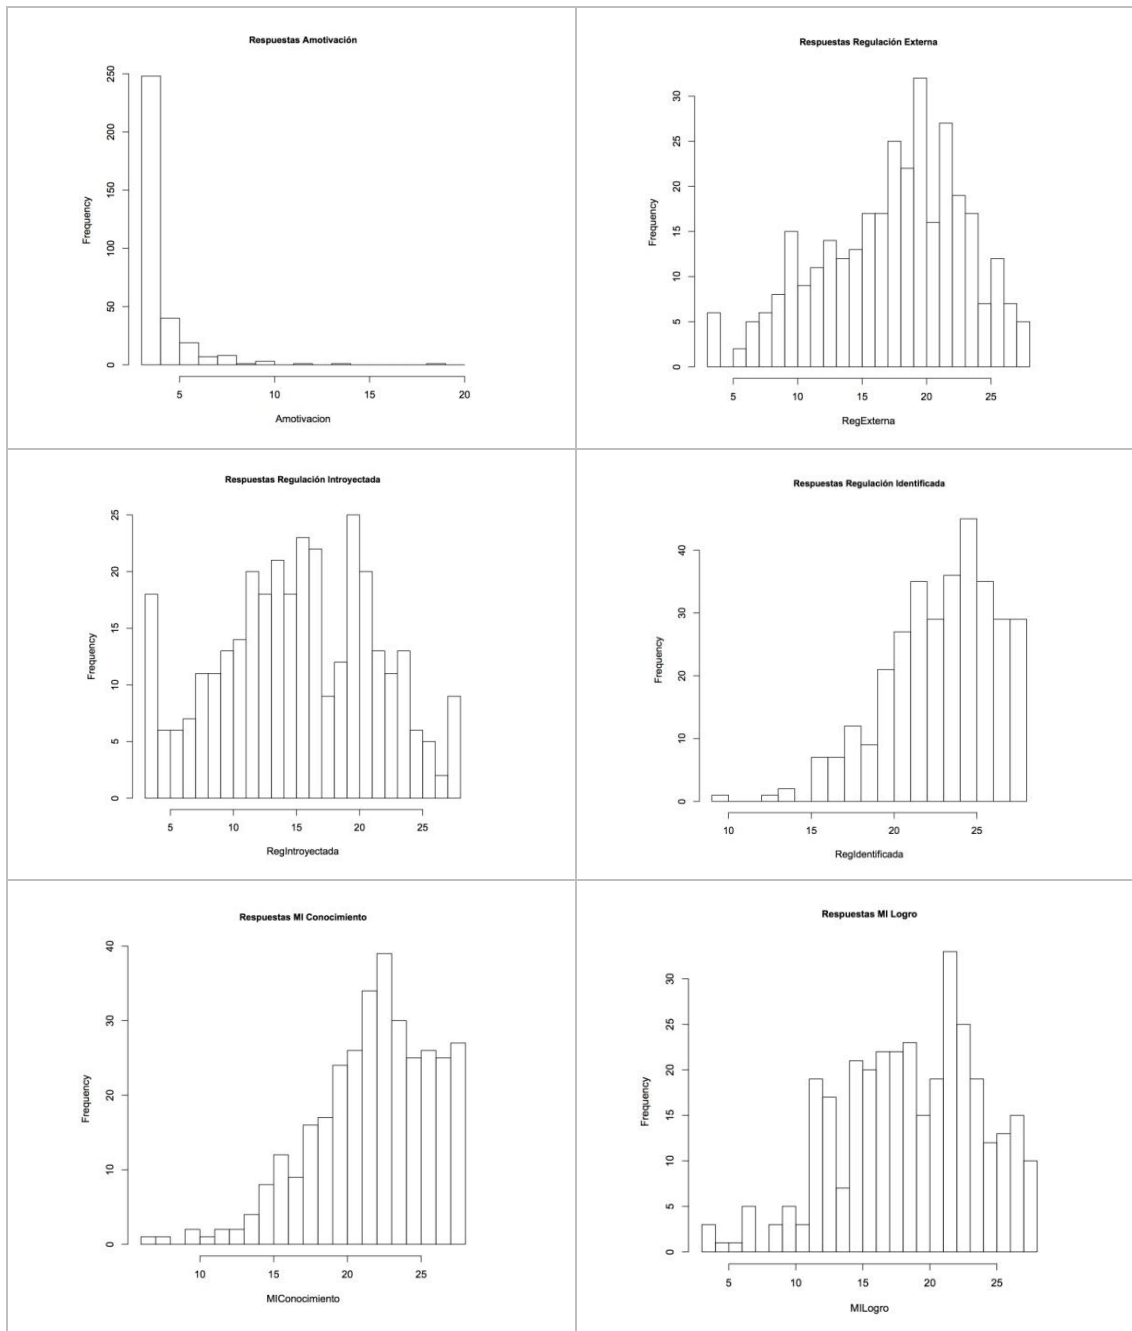 Respuestas Amotivación
Frequency
0 50 100 150 200 250
5 10 15 20
Amotivacion
Respuestas Regulación Externa
Frequency
0 5 10 15 20 25 30
5 10 15 20 25
RegExterna
Respuestas Regulación Introyectada
Frequency
0 5 10 15 20 25
5 10 15 20 25
RegIntroyectada
Respuestas Regulación Identificada
Frequency
0 10 20 30 40
10 15 20 25
RegIdentificada
Respuestas MI Conocimiento
Frequency
0 10 20 30 40
10 15 20 25
MIConocimiento
Respuestas MI Logro
Frequency
0 5 10 15 20 25 30
5 10 15 20 25
MILogro